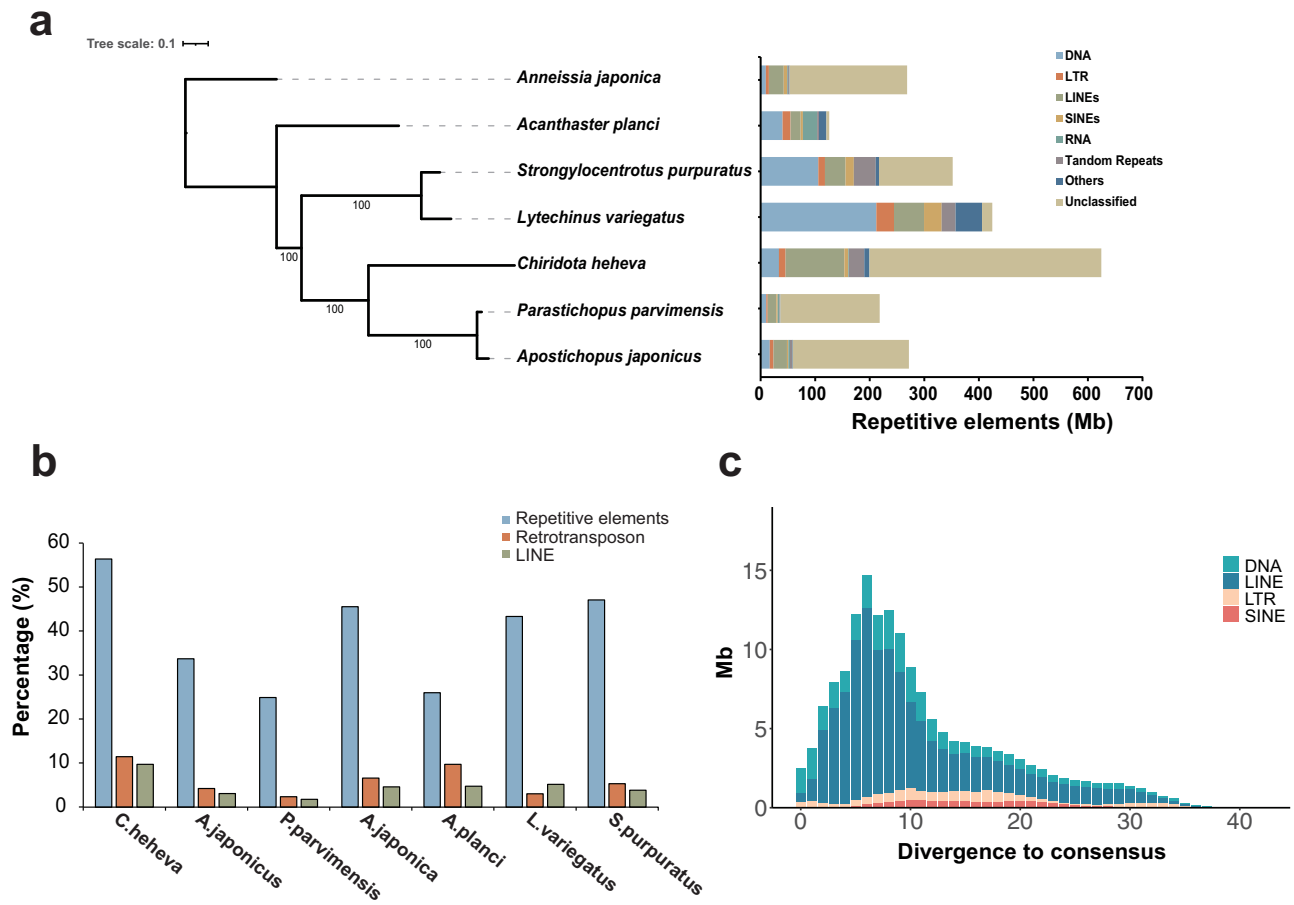 a
Tree scale: 0.1
Anneissia japonica
Acanthaster planci
Strongylocentrotus purpuratus
Lytechinus variegatus
Chiridota heheva
Parastichopus parvimensis
Apostichopus japonicus
100
100
100
100
DNA
LTR
LINEs
SINEs
RNA
Tandom Repeats
Others
Unclassified
0 100 200 300 400 500 600 700
Repetitive elements (Mb)
b
Repetitive elements
Retrotransposon
LINE
Percentage (%)
60
50
40
30
20
10
0
C.heheva
A.japonicus
P.parvimensis
A.japonica
A.planci
L.variegatus
S.purpuratus
c
DNA
LINE
LTR
SINE
Mb
15
10
5
0
0 10 20 30 40
Divergence to consensus